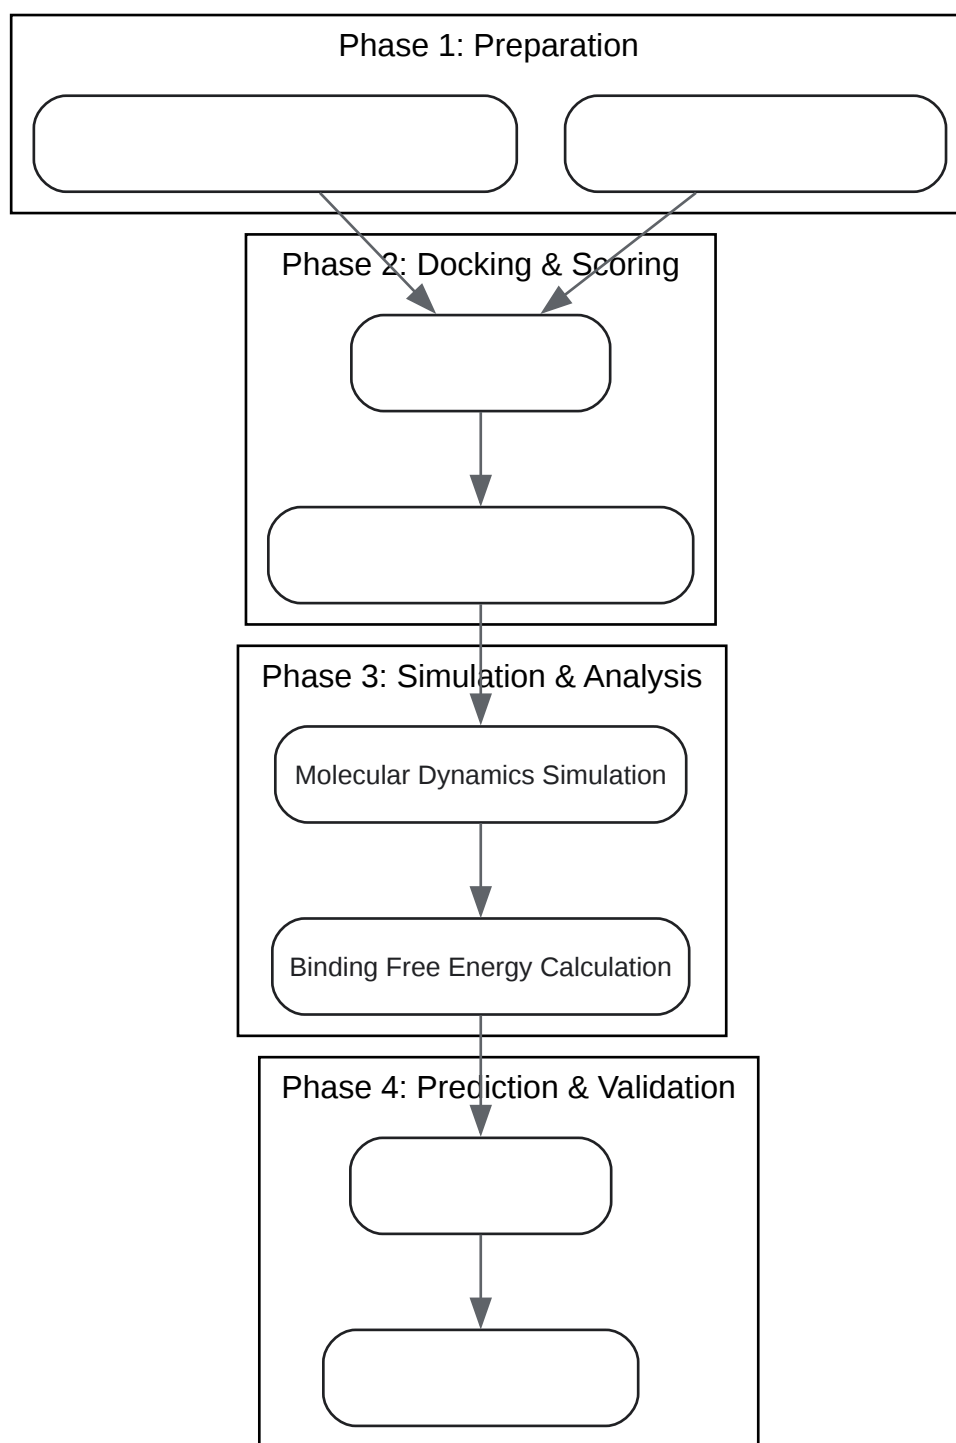 Phase 1: Preparation
Phase 2: Docking & Scoring
Phase 3: Simulation & Analysis
Molecular Dynamics Simulation
Binding Free Energy Calculation
Phase 4: Prediction & Validation